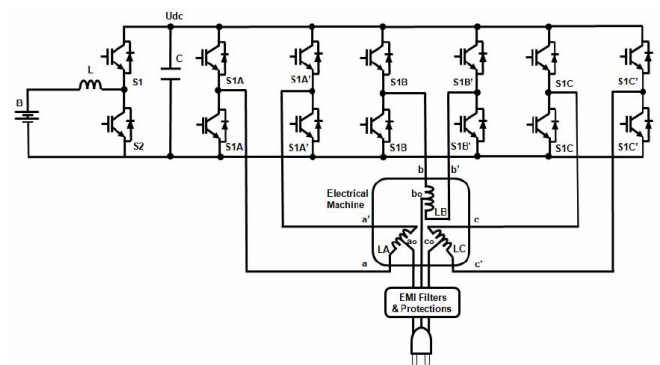 Udc
L
S1
C
S1A
S1A'
S1B
S1B'
S1C
S1C'
B
S2
S1A
S1A'
S1B
S1B'
S1C
S1C'
b
b'
Electrical
Machine
bo
LB
a'
c
LA
ao
co
LC
a
c'
EMI Filters
& Protections